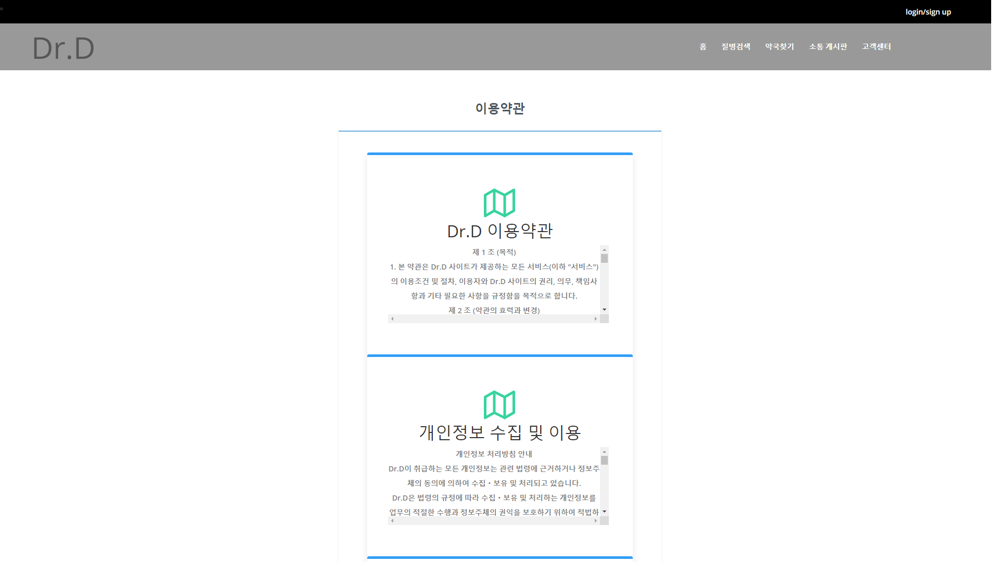 login/sign up
Dr.D
홈 질병검색 약국찾기 소통 게시판 고객센터
이용약관
Dr.D 이용약관
제 1 조 (목적)
1. 본 약관은 Dr.D 사이트가 제공하는 모든 서비스(이하 "서비스")
의 이용조건 및 절차, 이용자와 Dr.D 사이트의 권리, 의무, 책임사
항과 기타 필요한 사항을 규정함을 목적으로 합니다.
제 2 조 (약관의 효력과 변경)
개인정보 수집 및 이용
개인정보 처리방침 안내
Dr.D이 취급하는 모든 개인정보는 관련 법령에 근거하거나 정보주
체의 동의에 의하여 수집・보유 및 처리되고 있습니다.
Dr.D은 법령의 규정에 따라 수집・보유 및 처리하는 개인정보를
업무의 적절한 수행과 정보주체의 권익을 보호하기 위하여 적법하